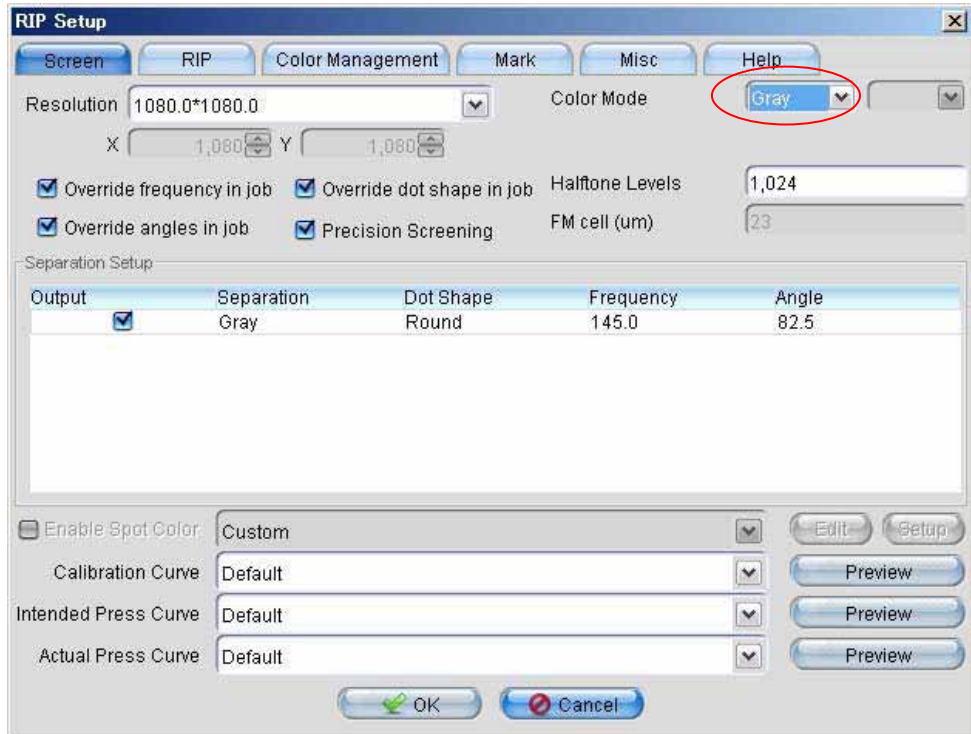 RIP Setup
Screen RIP Color Management Mark Misc Help
Resolution 1080.0*1080.0 Color Mode Gray
X 1,080 Y 1,080
Override frequency in job Override dot shape in job Halftone Levels 1,024
Override angles in job Precision Screening FM cell (um) 23
Separation Setup
Output Separation Dot Shape Frequency Angle
Gray Round 145.0 82.5
Enable Spot Color Custom Edit Setup
Calibration Curve Default Preview
Intended Press Curve Default Preview
Actual Press Curve Default Preview
OK Cancel